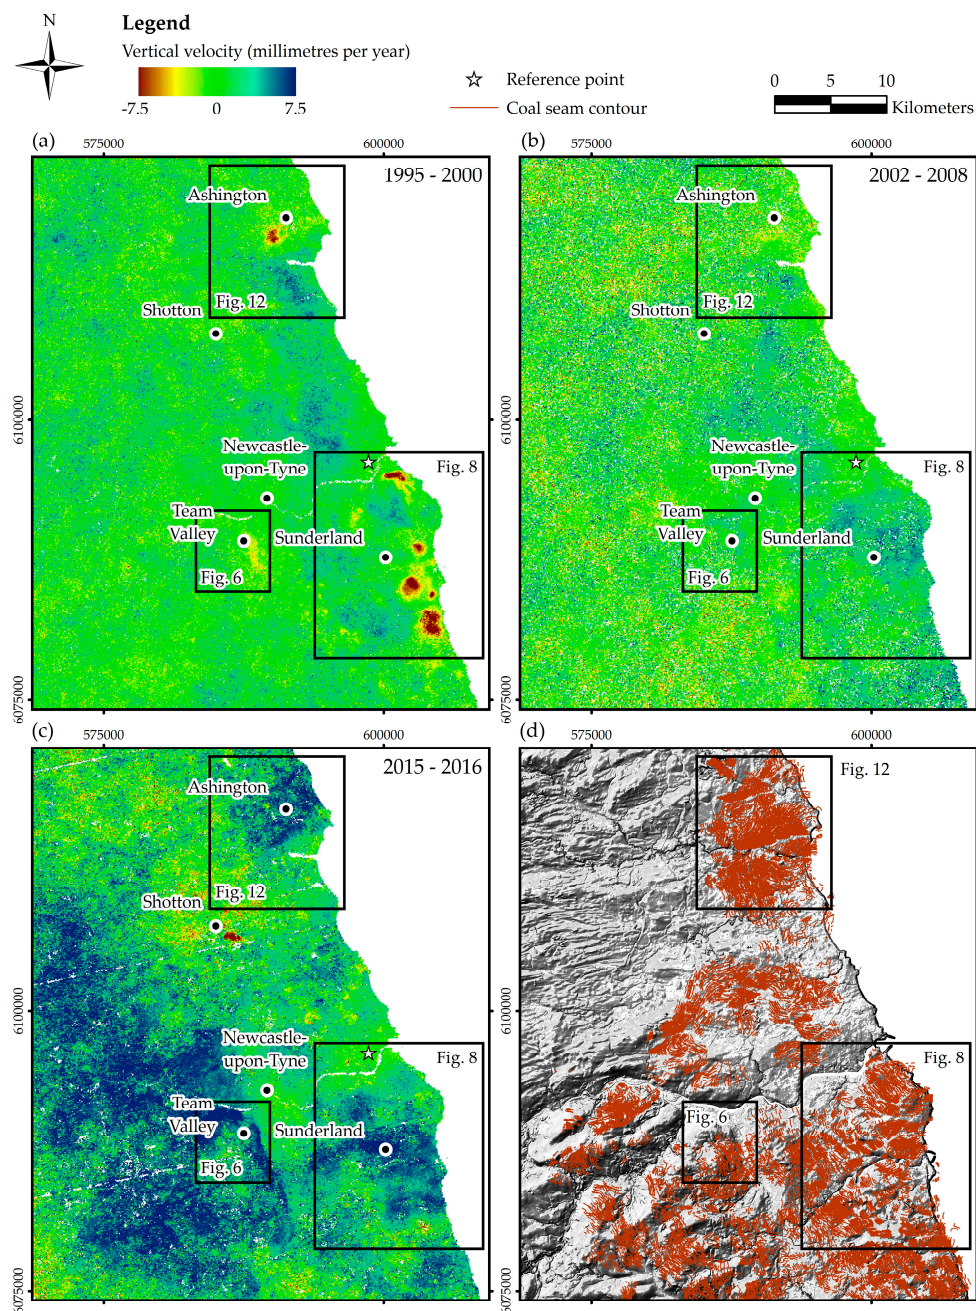 N
Legend
Vertical velocity (millimetres per year)
-7.5
0
7.5
Reference point
Coal seam contour
0
5
10
Kilometers
(a)
575000
600000
1995 - 2000
Ashington
Fig. 12
Shotton
6100000
Newcastle-
upon-Tyne
Fig. 8
Team
Valley
Sunderland
Fig. 6
6075000
(b)
575000
600000
2002 - 2008
Ashington
Fig. 12
Shotton
6100000
Newcastle-
upon-Tyne
Fig. 8
Team
Valley
Sunderland
Fig. 6
6075000
(c)
575000
600000
2015 - 2016
Ashington
Fig. 12
Shotton
6100000
Newcastle-
upon-Tyne
Fig. 8
Team
Valley
Sunderland
Fig. 6
6075000
(d)
575000
600000
Fig. 12
6100000
Fig. 8
Fig. 6
6075000